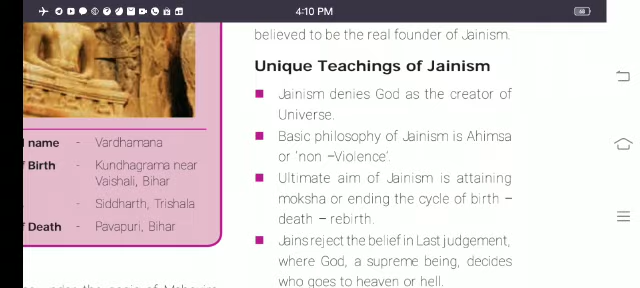 4:10 PM
l name - Vardhamana
f Birth - Kundhagrama near
Vaishali, Bihar
- Siddharth, Trishala
f Death - Pavapuri, Bihar
believed to be the real founder of Jainism.
Unique Teachings of Jainism
Jainism denies God as the creator of
Universe.
Basic philosophy of Jainism is Ahimsa
or ‘non –Violence’.
Ultimate aim of Jainism is attaining
moksha or ending the cycle of birth –
death – rebirth.
Jains reject the belief in Last judgement,
where God, a supreme being, decides
who goes to heaven or hell.